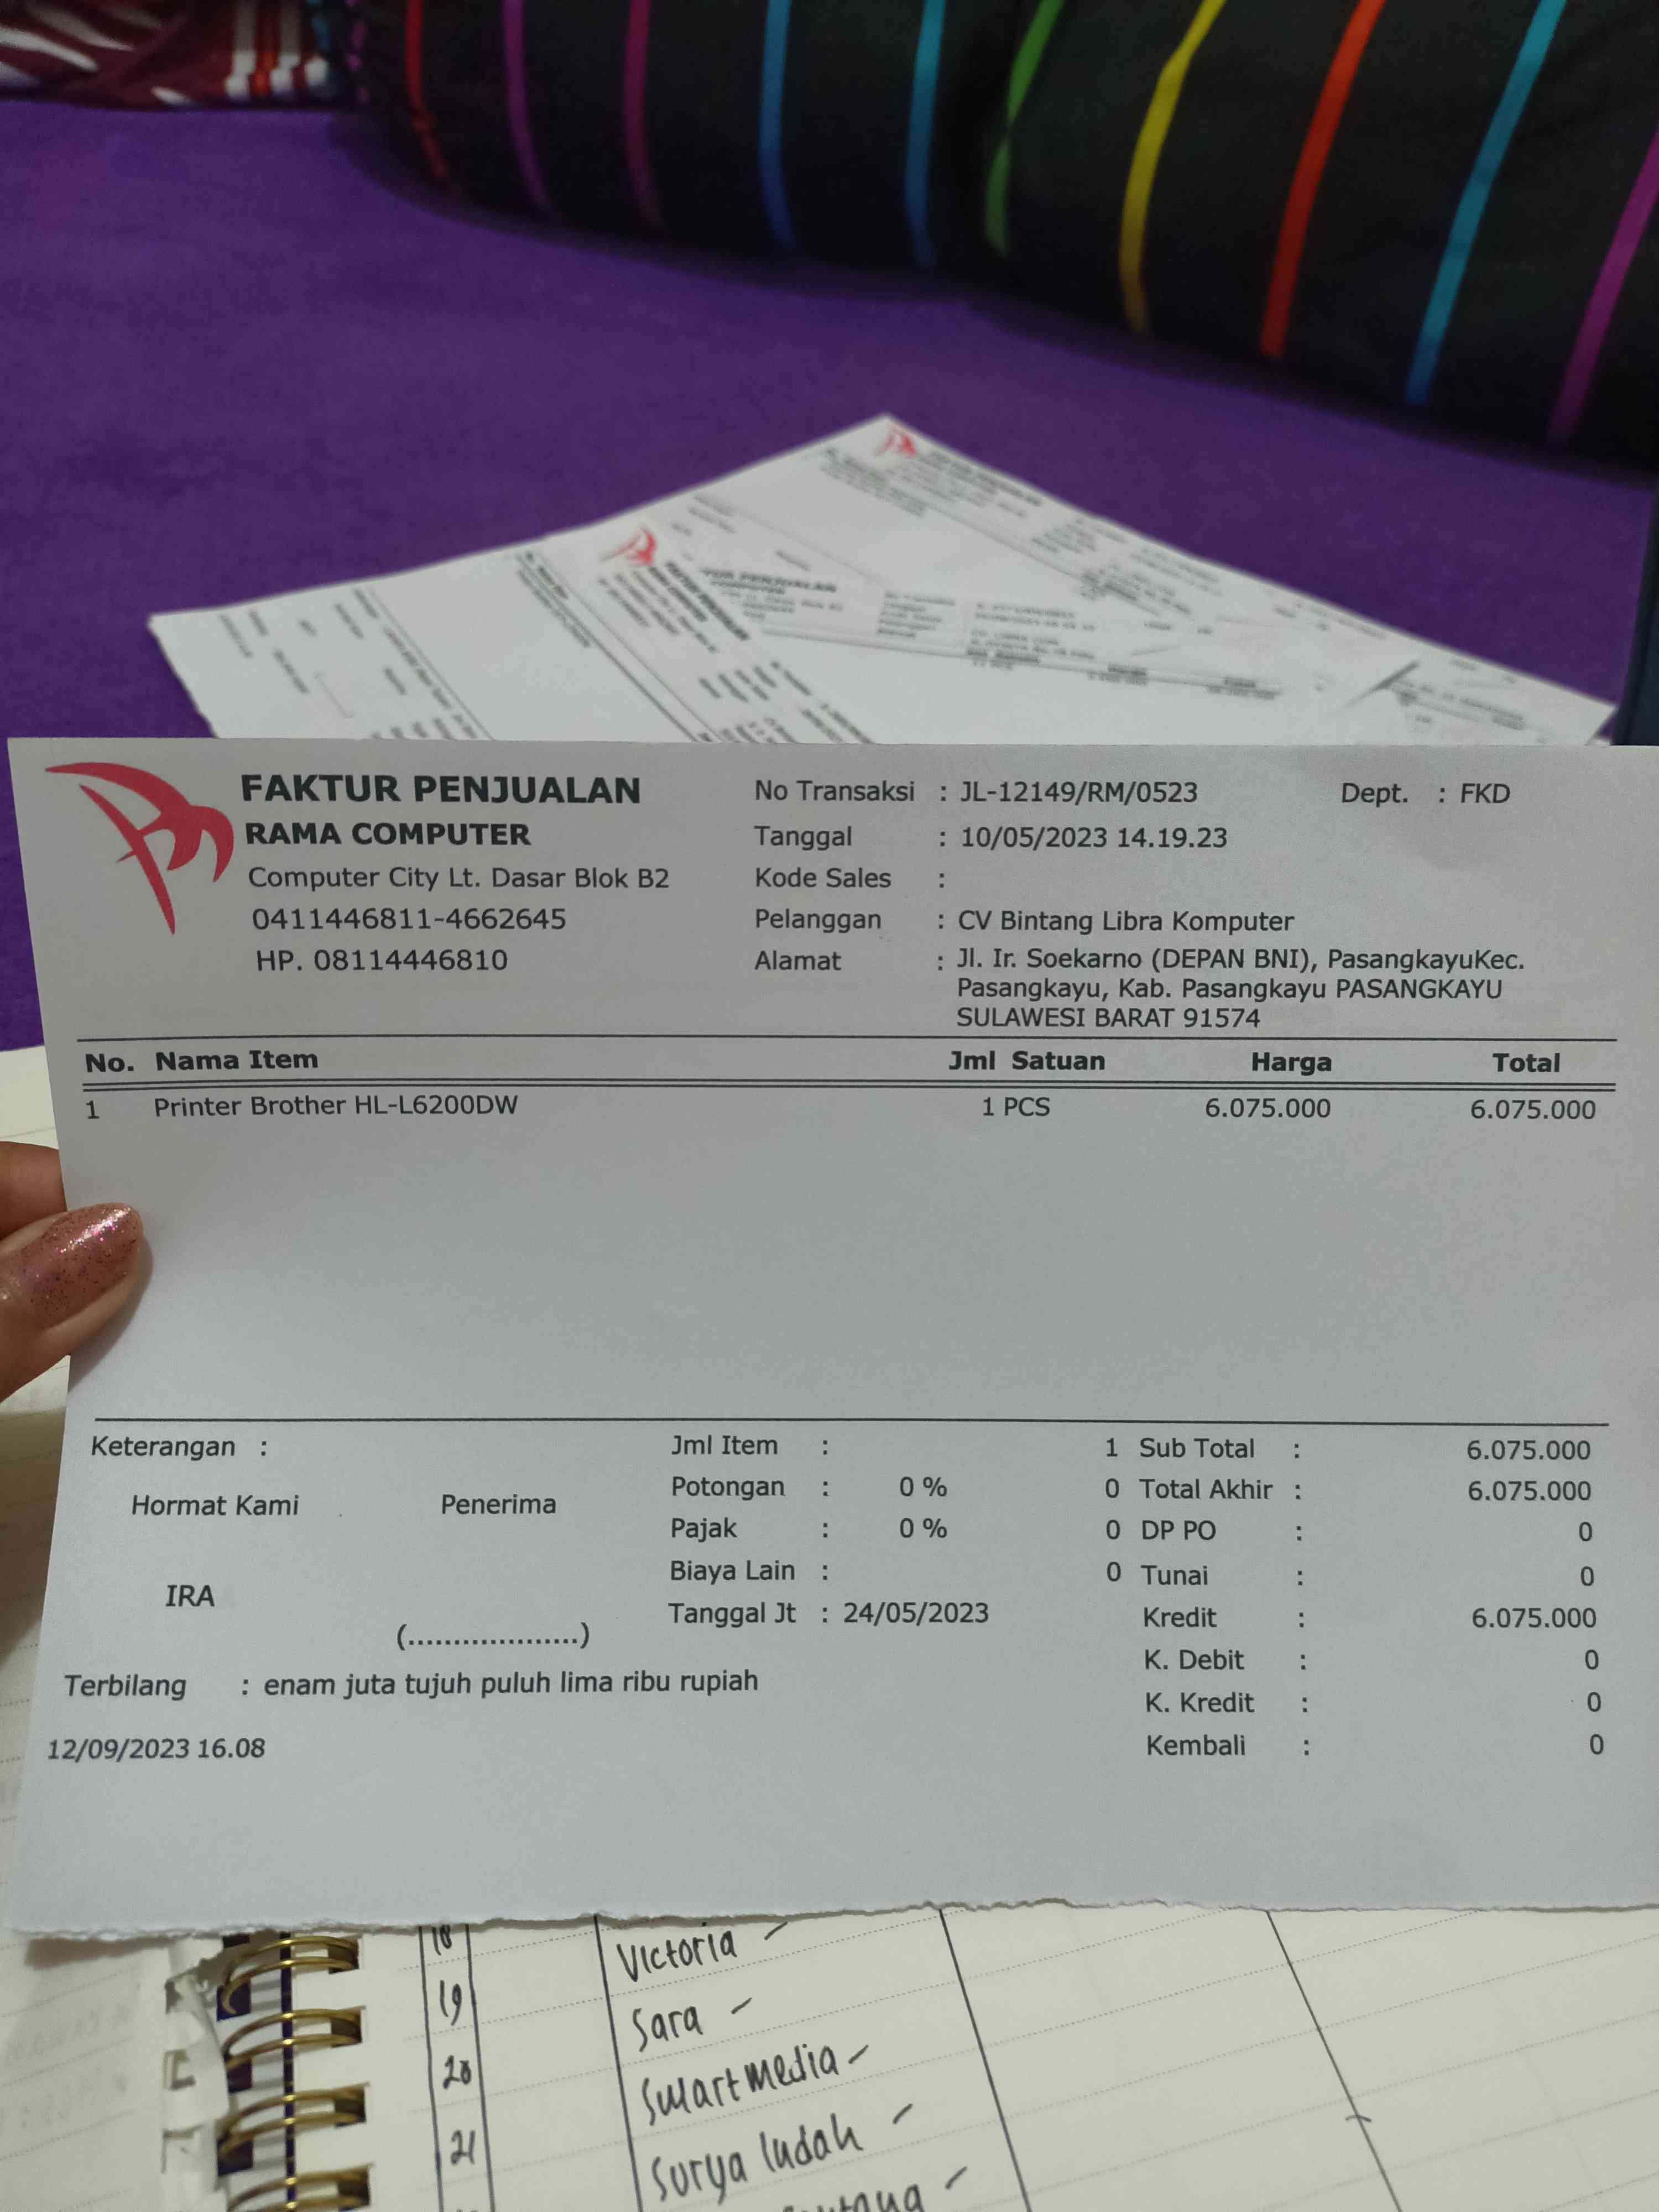 FAKTUR PENJUALAN
RAMA COMPUTER
Computer City Lt. Dasar Blok B2
0411446811-4662645
HP. 08114446810
No Transaksi : JL-12149/RM/0523 Dept. : FKD
Tanggal : 10/05/2023 14.19.23
Kode Sales :
Pelanggan : CV Bintang Libra Komputer
Alamat : Jl. Ir. Soekarno (DEPAN BNI), PasangkayuKec.
Pasangkayu, Kab. Pasangkayu PASANGKAYU
SULAWESI BARAT 91574
No. Nama Item Jml Satuan Harga Total
1 Printer Brother HL-L6200DW 1 PCS 6.075.000 6.075.000
Keterangan :
Hormat Kami Penerima
IRA
(...................)
Jml Item : 1
Potongan : 0 % 0
Pajak : 0 % 0
Biaya Lain : 0
Tanggal Jt : 24/05/2023
Sub Total : 6.075.000
Total Akhir : 6.075.000
DP PO : 0
Tunai : 0
Kredit : 6.075.000
K. Debit : 0
K. Kredit : 0
Kembali : 0
Terbilang : enam juta tujuh puluh lima ribu rupiah
12/09/2023 16.08
18 Victoria -
19 Sara -
20 Sulartmedia -
21 Surya Indah -